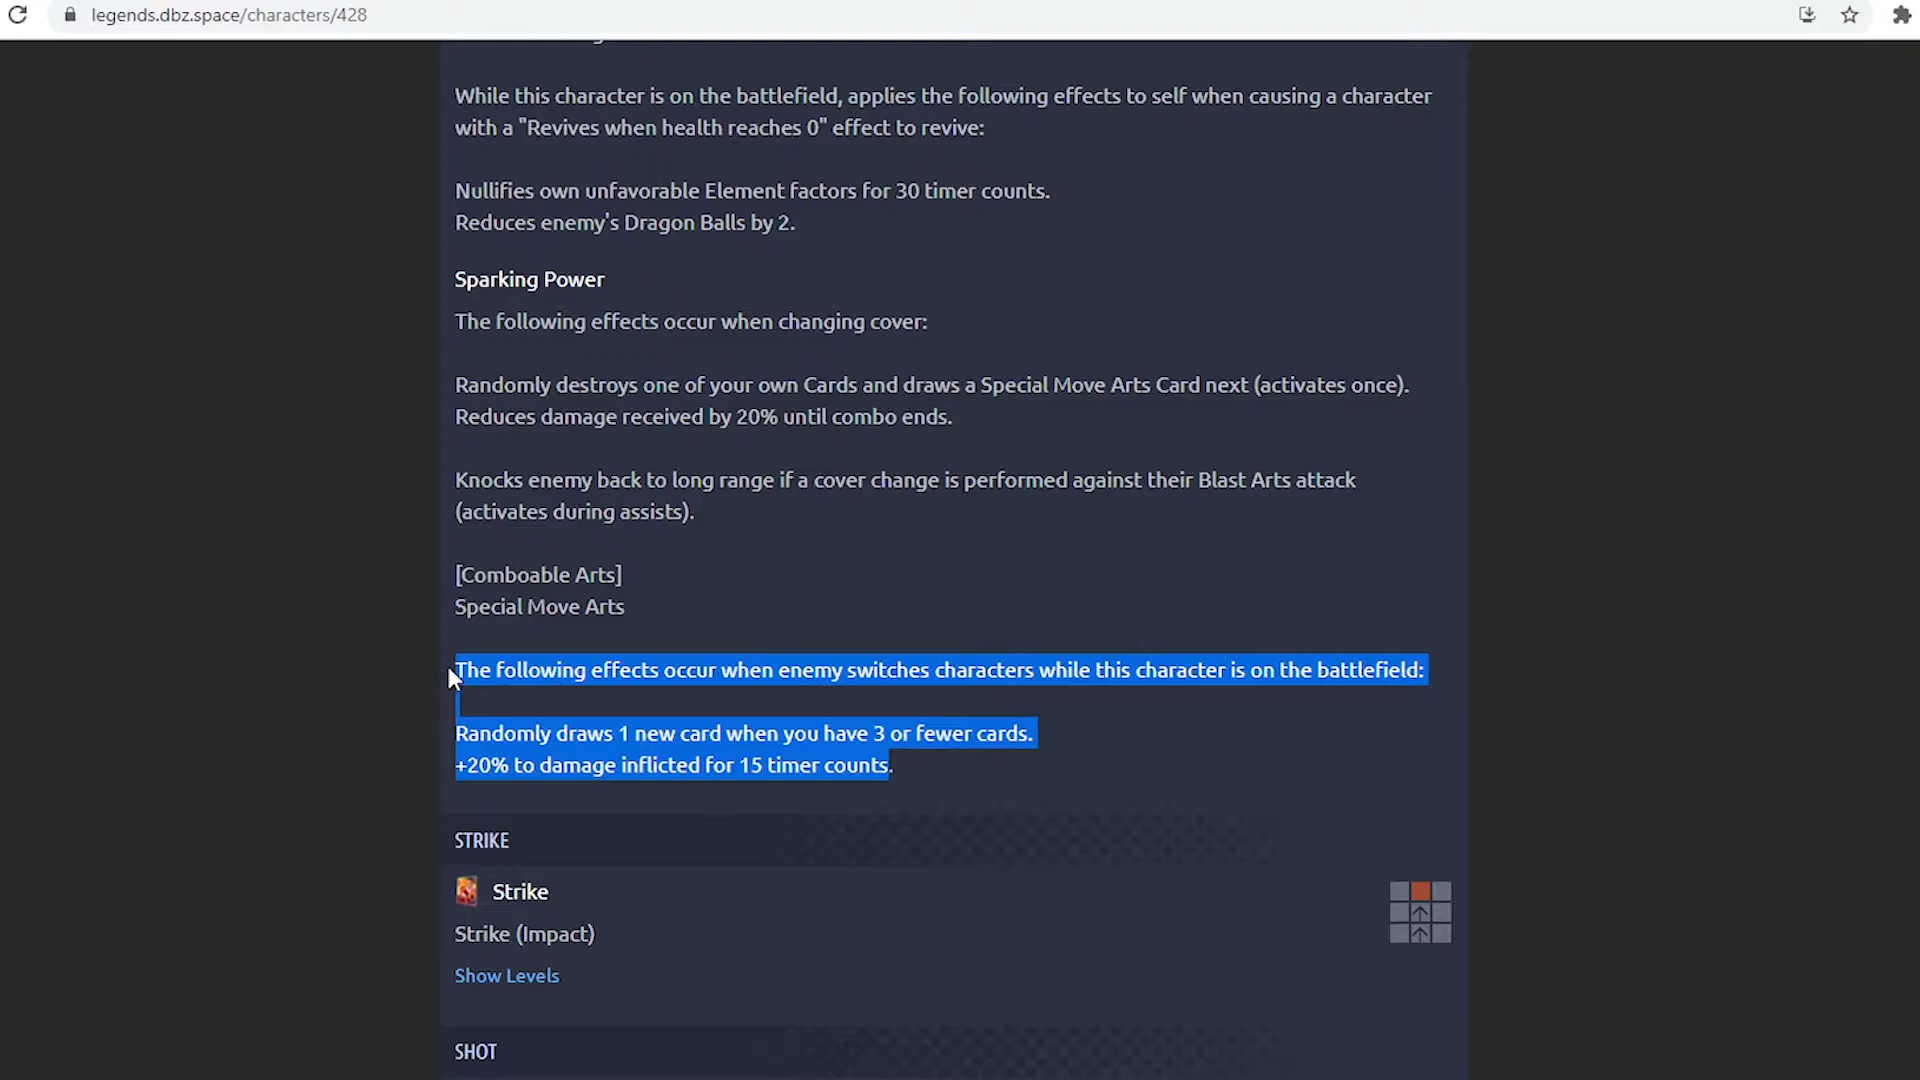 legends.dbz.space/characters/428
While this character is on the battlefield, applies the following effects to self when causing a character
with a "Revives when health reaches 0" effect to revive:
Nullifies own unfavorable Element factors for 30 timer counts.
Reduces enemy's Dragon Balls by 2.
Sparking Power
The following effects occur when changing cover:
Randomly destroys one of your own Cards and draws a Special Move Arts Card next (activates once).
Reduces damage received by 20% until combo ends.
Knocks enemy back to long range if a cover change is performed against their Blast Arts attack
(activates during assists).
[Comboable Arts]
Special Move Arts
The following effects occur when enemy switches characters while this character is on the battlefield:
Randomly draws 1 new card when you have 3 or fewer cards.
+20% to damage inflicted for 15 timer counts.
STRIKE
Strike
Strike (Impact)
Show Levels
SHOT